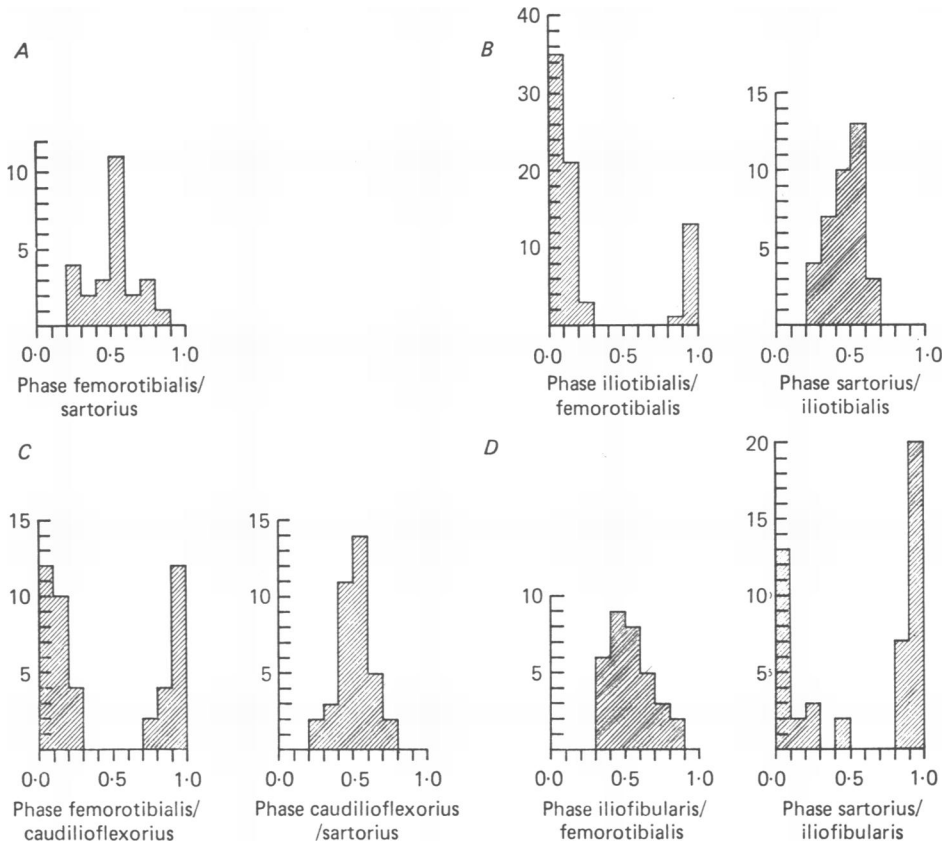 A
10
5
0·0 0·5 1·0
Phase femorotibialis/
sartorius
B
40
30
20
10
0·0 0·5 1·0
Phase iliotibialis/
femorotibialis
15
10
5
0·0 0·5 1·0
Phase sartorius/
iliotibialis
C
15
10
5
0·0 0·5 1·0
Phase femorotibialis/
caudilioflexorius
15
10
5
0·0 0·5 1·0
Phase caudilioflexorius
/sartorius
D
10
5
0·0 0·5 1·0
Phase iliofibularis/
femorotibialis
20
15
10
5
0·0 0·5 1·0
Phase sartorius/
iliofibularis